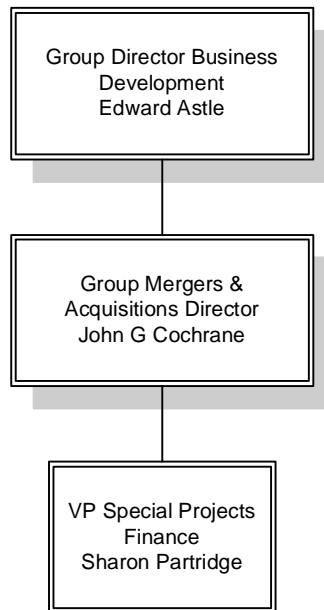 Group Director Business
Development
Edward Astle
Group Mergers &
Acquisitions Director
John G Cochrane
VP Special Projects
Finance
Sharon Partridge